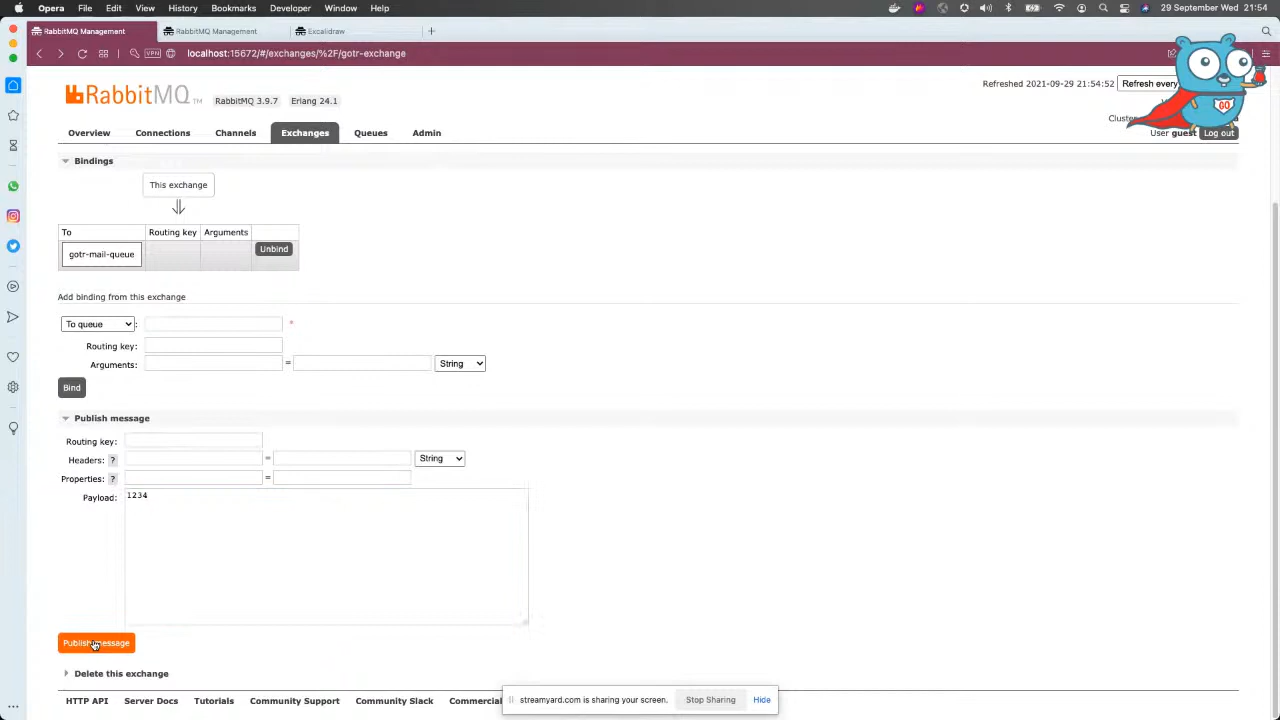 Opera File Edit View History Bookmarks Developer Window Help 29 September Wed, 21:54
RabbitMQ Management RabbitMQ Management Excalidraw
VPN localhost:15672/#/exchanges/%2F/gotr-exchange
RabbitMQ TM RabbitMQ 3.9.7 Erlang 24.1
Refreshed 2021-09-29 21:54:52 Refresh every
Cluster
User guest Log out
Overview Connections Channels Exchanges Queues Admin
Bindings
This exchange
⇓
To Routing key Arguments
gotr-mail-queue Unbind
Add binding from this exchange
To queue : *
Routing key:
Arguments: = String
Bind
Publish message
Routing key:
Headers: ? = String
Properties: ? =
Payload: 1234
Publish message
Delete this exchange
HTTP API Server Docs Tutorials Community Support Community Slack Commercial
streamyard.com is sharing your screen. Stop Sharing Hide
GO